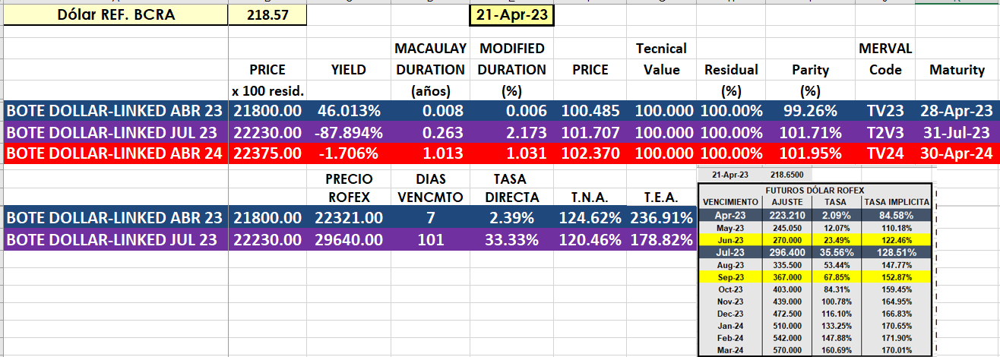 Dólar REF. BCRA 218.57 21-Apr-23
MACAULAY MODIFIED Tecnical MERVAL
PRICE YIELD DURATION DURATION PRICE Value Residual Parity Code Maturity
x 100 resid. (años) (%) (%) (%)
BOTE DOLLAR-LINKED ABR 23 21800.00 46.013% 0.008 0.006 100.485 100.000 100.00% 99.26% TV23 28-Apr-23
BOTE DOLLAR-LINKED JUL 23 22230.00 -87.894% 0.263 2.173 101.707 100.000 100.00% 101.71% T2V3 31-Jul-23
BOTE DOLLAR-LINKED ABR 24 22375.00 -1.706% 1.013 1.031 102.370 100.000 100.00% 101.95% TV24 30-Apr-24
PRECIO DIAS TASA
ROFEX VENCMTO DIRECTA T.N.A. T.E.A.
BOTE DOLLAR-LINKED ABR 23 21800.00 22321.00 7 2.39% 124.62% 236.91%
BOTE DOLLAR-LINKED JUL 23 22230.00 29640.00 101 33.33% 120.46% 178.82%
21-Apr-23 218.6500
FUTUROS DÓLAR ROFEX
VENCIMIENTO AJUSTE TASA TASA IMPLICITA
Apr-23 223.210 2.09% 84.58%
May-23 245.050 12.07% 110.18%
Jun-23 270.000 23.49% 122.46%
Jul-23 296.400 35.56% 128.51%
Aug-23 335.500 53.44% 147.77%
Sep-23 367.000 67.85% 152.87%
Oct-23 403.000 84.31% 159.45%
Nov-23 439.000 100.78% 164.95%
Dec-23 472.500 116.10% 166.83%
Jan-24 510.000 133.25% 170.65%
Feb-24 542.000 147.88% 171.90%
Mar-24 570.000 160.69% 170.01%